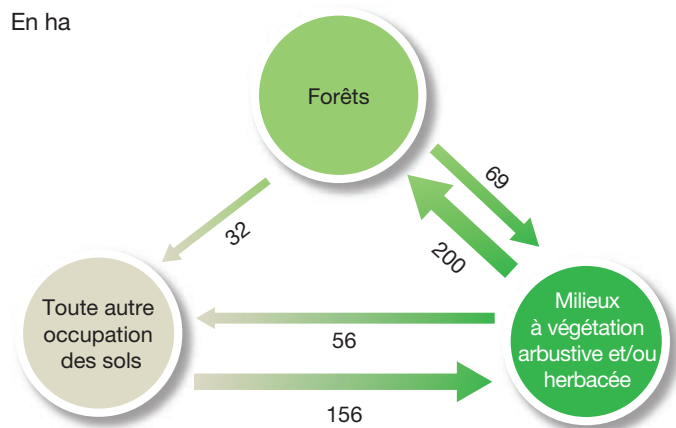 En ha
Forêts
69
32
200
Toute autre
occupation
des sols
Milieux
à végétation
arbustive et/ou
herbacée
56
156